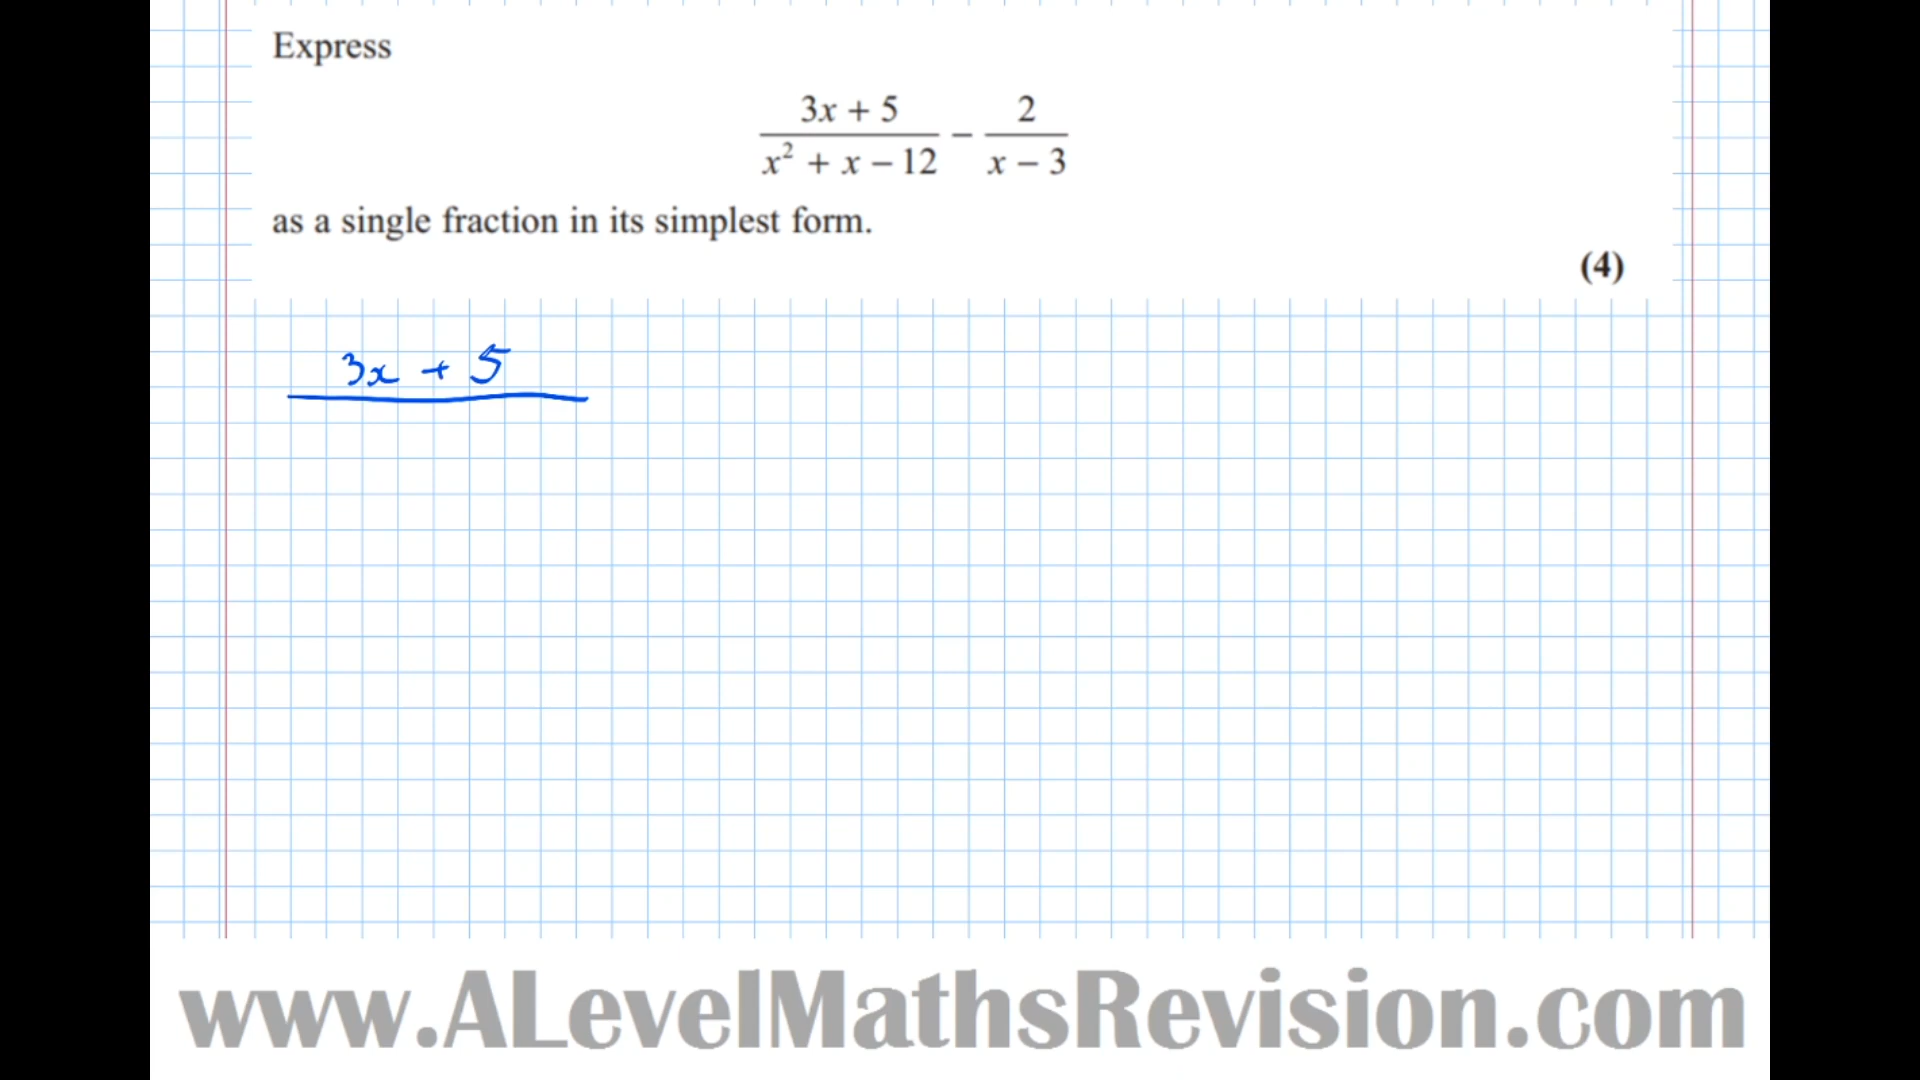 Express
3x + 5 2
x² + x − 12 − x − 3
as a single fraction in its simplest form.
(4)
3x + 5
www.ALevelMathsRevision.com